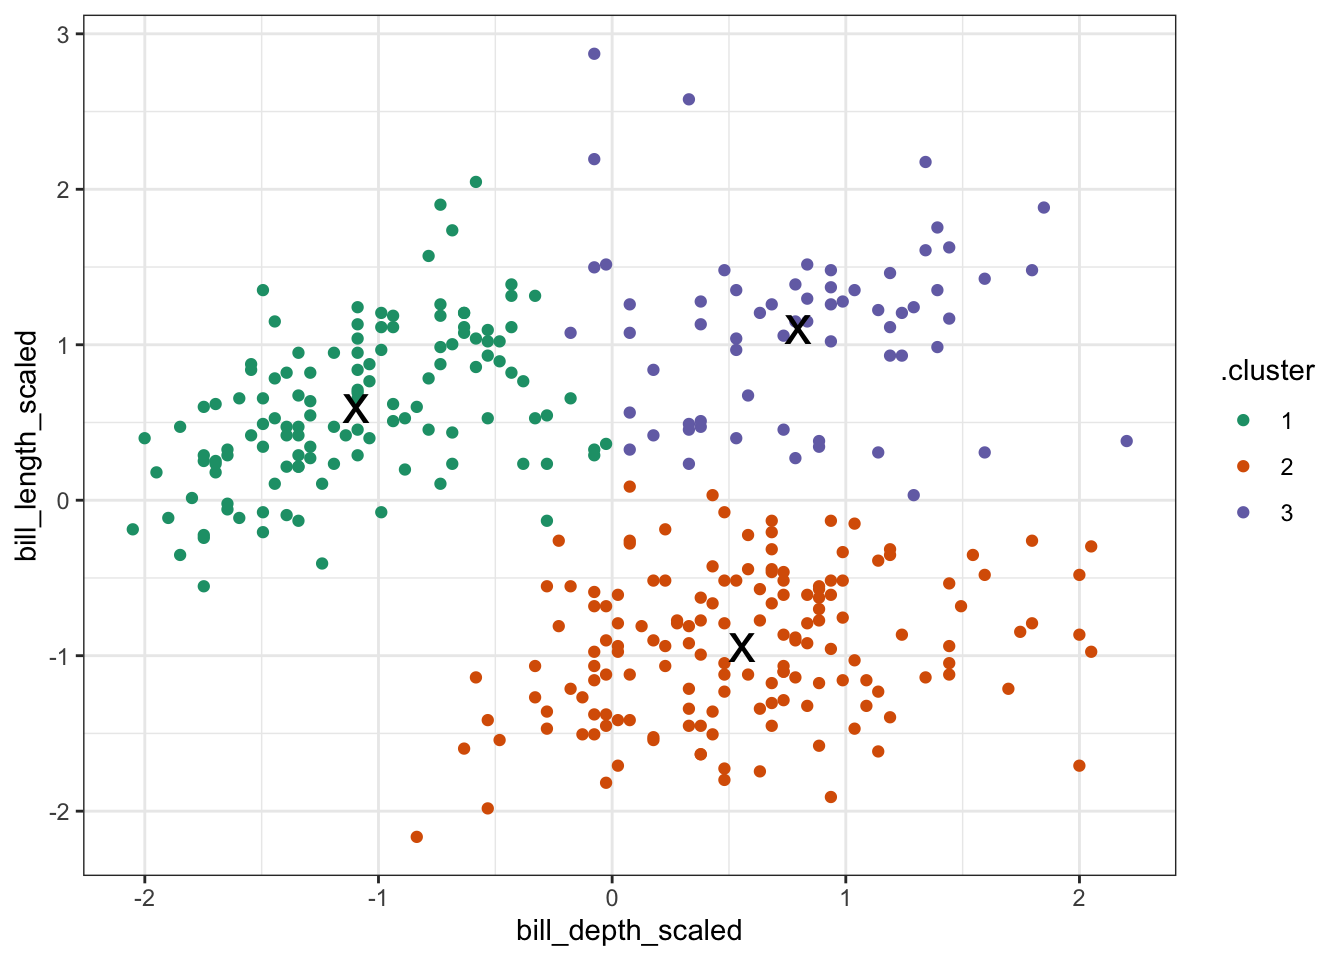 3
2
1
0
-1
-2
bill_length_scaled
-2 -1 0 1 2
bill_depth_scaled
X
X
X
.cluster
1
2
3